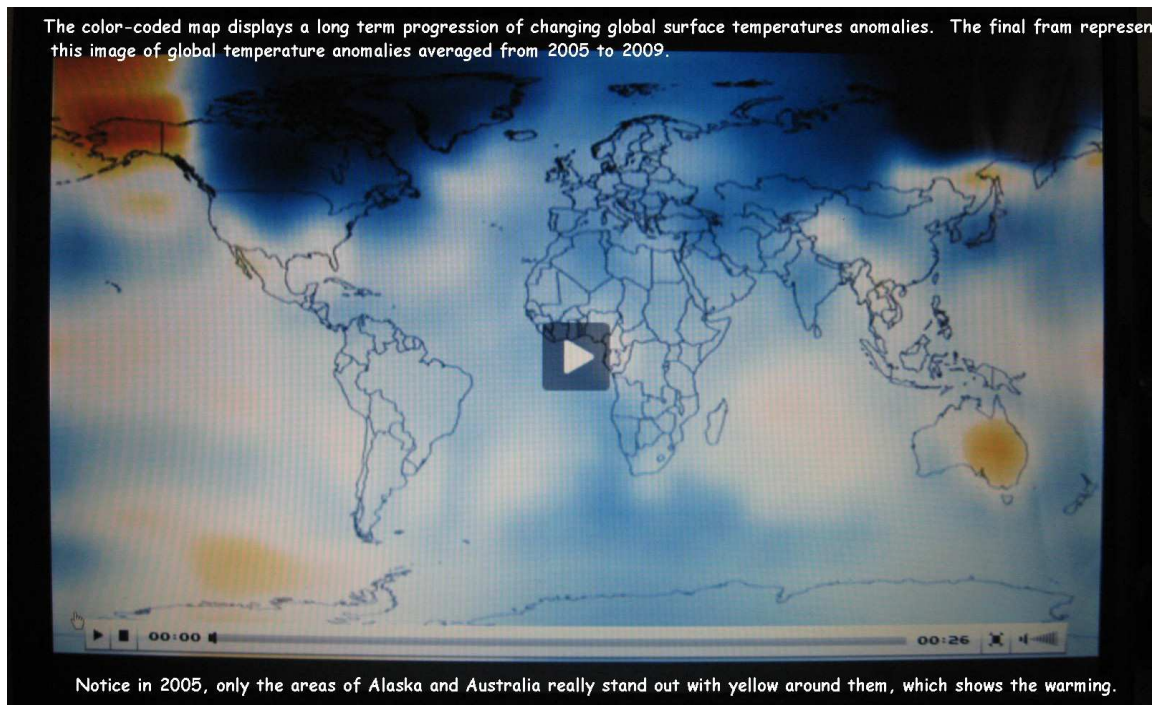 The color-coded map displays a long term progression of changing global surface temperatures anomalies. The final fram represen
this image of global temperature anomalies averaged from 2005 to 2009.
00:00
00:26
Notice in 2005, only the areas of Alaska and Australia really stand out with yellow around them, which shows the warming.